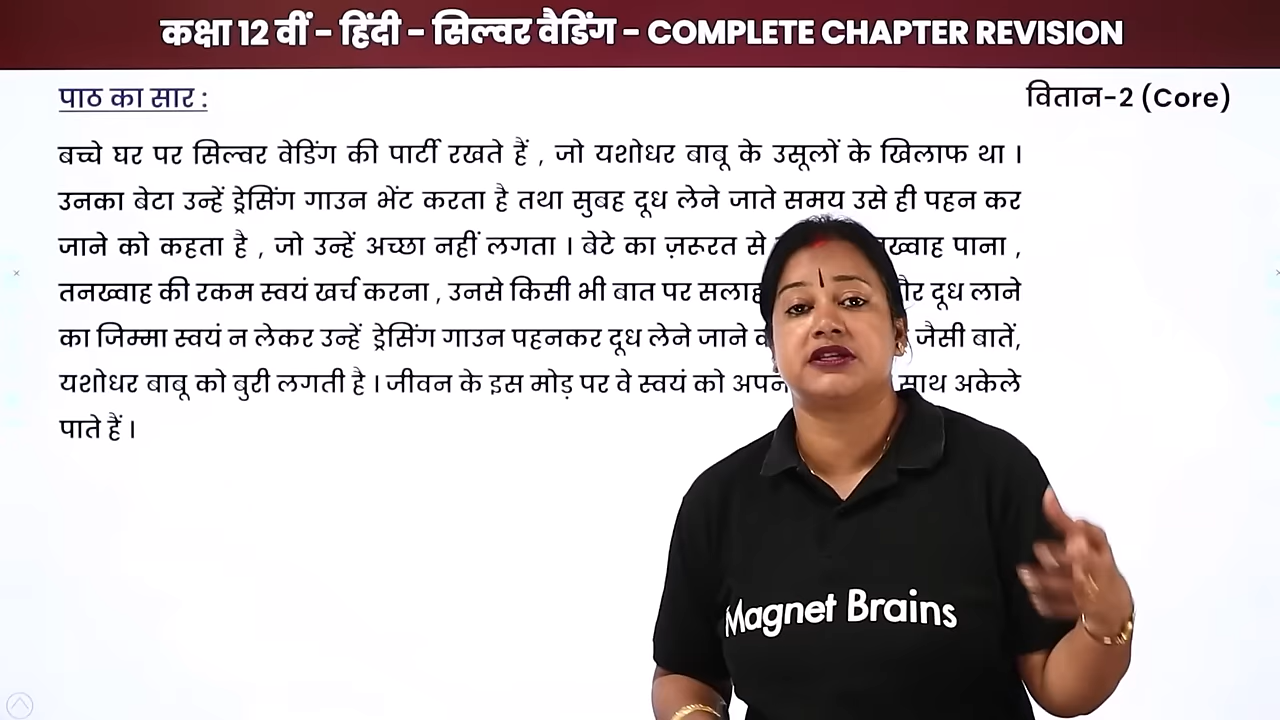 कक्षा 12 वीं - हिंदी - सिल्वर वैडिंग - COMPLETE CHAPTER REVISION
पाठ का सार :
वितान-2 (Core)
बच्चे घर पर सिल्वर वेडिंग की पार्टी रखते हैं , जो यशोधर बाबू के उसूलों के खिलाफ था ।
उनका बेटा उन्हें ड्रेसिंग गाउन भेंट करता है तथा सुबह दूध लेने जाते समय उसे ही पहन कर
जाने को कहता है , जो उन्हें अच्छा नहीं लगता । बेटे का ज़रूरत से पाना ,
तनख्वाह की रकम स्वयं खर्च करना , उनसे किसी भी बात पर दूध लाने
का जिम्मा स्वयं न लेकर उन्हें ड्रेसिंग गाउन पहनकर दूध लेने जाने जैसी बातें,
यशोधर बाबू को बुरी लगती है । जीवन के इस मोड़ पर वे स्वयं को अकेले
पाते हैं ।
Magnet Brains